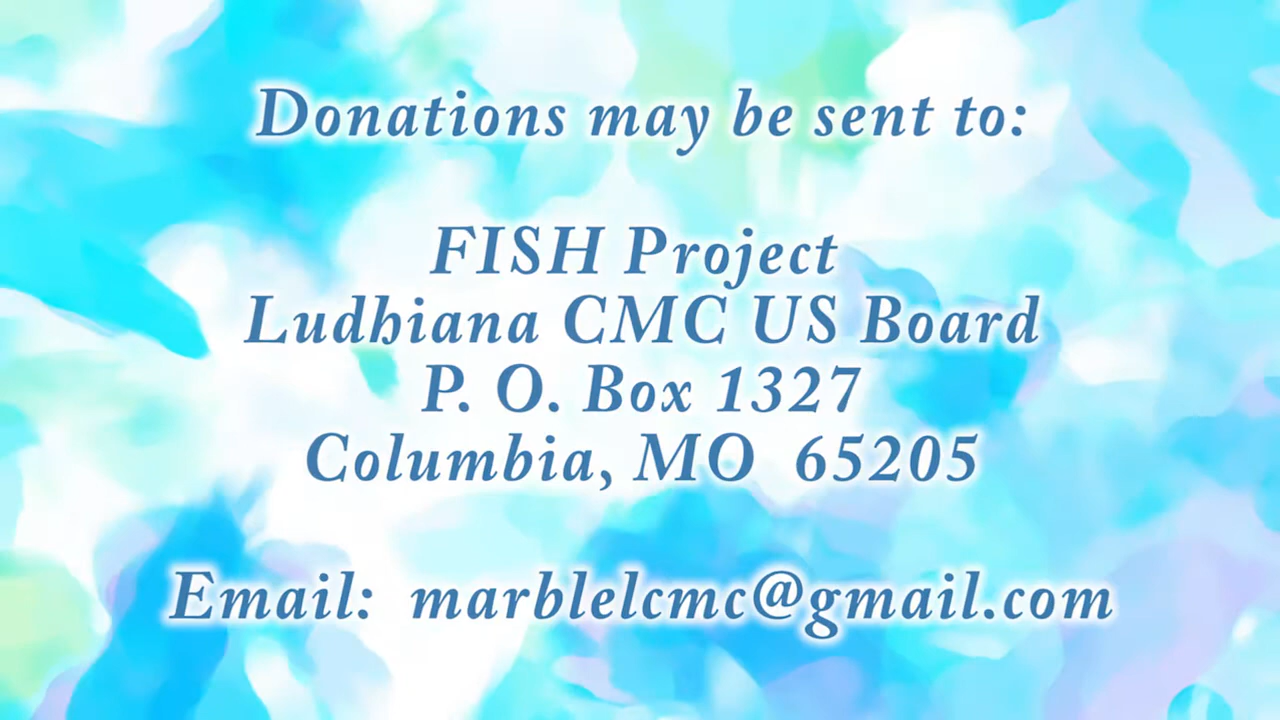 Donations may be sent to:
FISH Project
Ludhiana CMC US Board
P. O. Box 1327
Columbia, MO  65205
Email:  marblelcmc@gmail.com